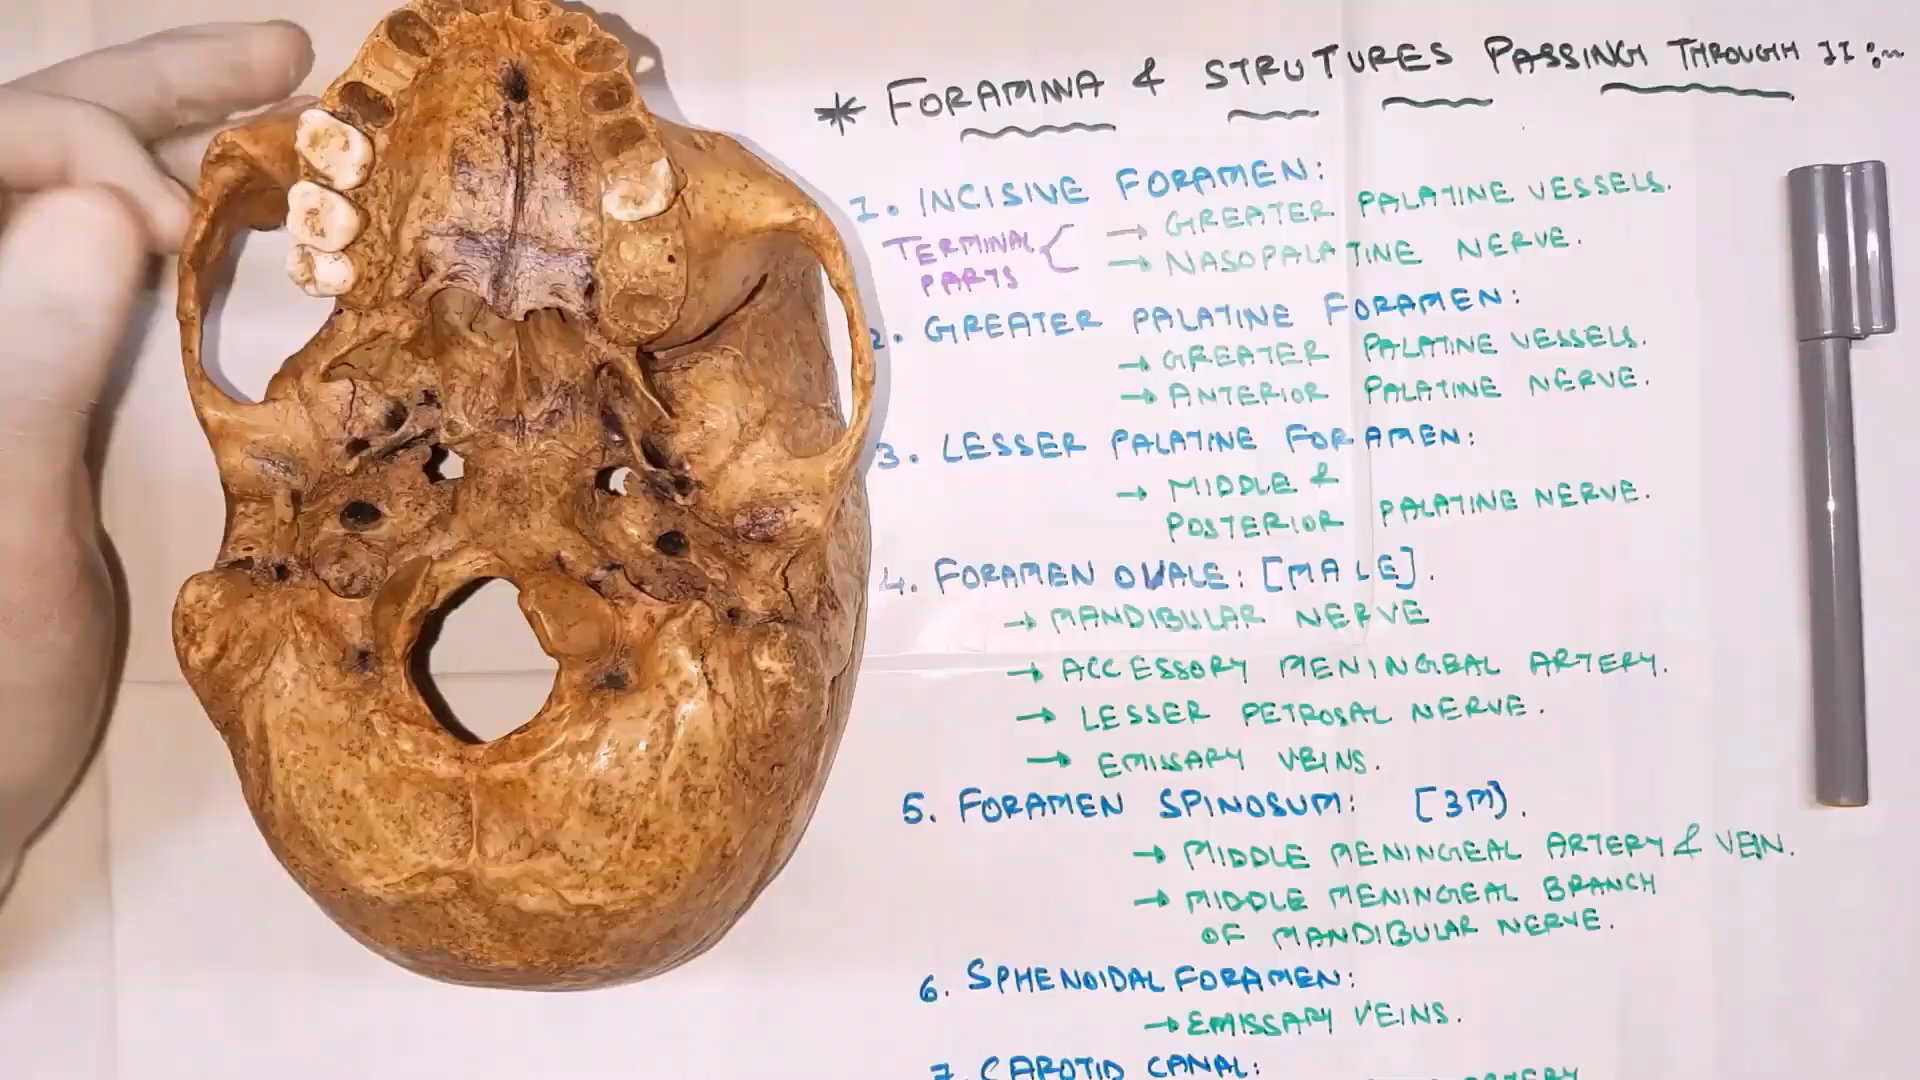 * FORAMINA & STRUTURES PASSING THROUGH IT :~
1. INCISIVE FORAMEN:
TERMINAL PARTS { → GREATER PALATINE VESSELS.
→ NASOPALATINE NERVE.
2. GREATER PALATINE FORAMEN:
→ GREATER PALATINE VESSELS.
→ ANTERIOR PALATINE NERVE.
3. LESSER PALATINE FORAMEN:
→ MIDDLE &
POSTERIOR PALATINE NERVE.
4. FORAMEN OVALE: [MALE].
→ MANDIBULAR NERVE
→ ACCESSORY MENINGEAL ARTERY.
→ LESSER PETROSAL NERVE.
→ EMISSARY VEINS.
5. FORAMEN SPINOSUM: [3M].
→ MIDDLE MENINGEAL ARTERY & VEIN.
→ MIDDLE MENINGEAL BRANCH
OF MANDIBULAR NERVE.
6. SPHENOIDAL FORAMEN:
→ EMISSARY VEINS.
7. CAROTID CANAL:
ARTERY